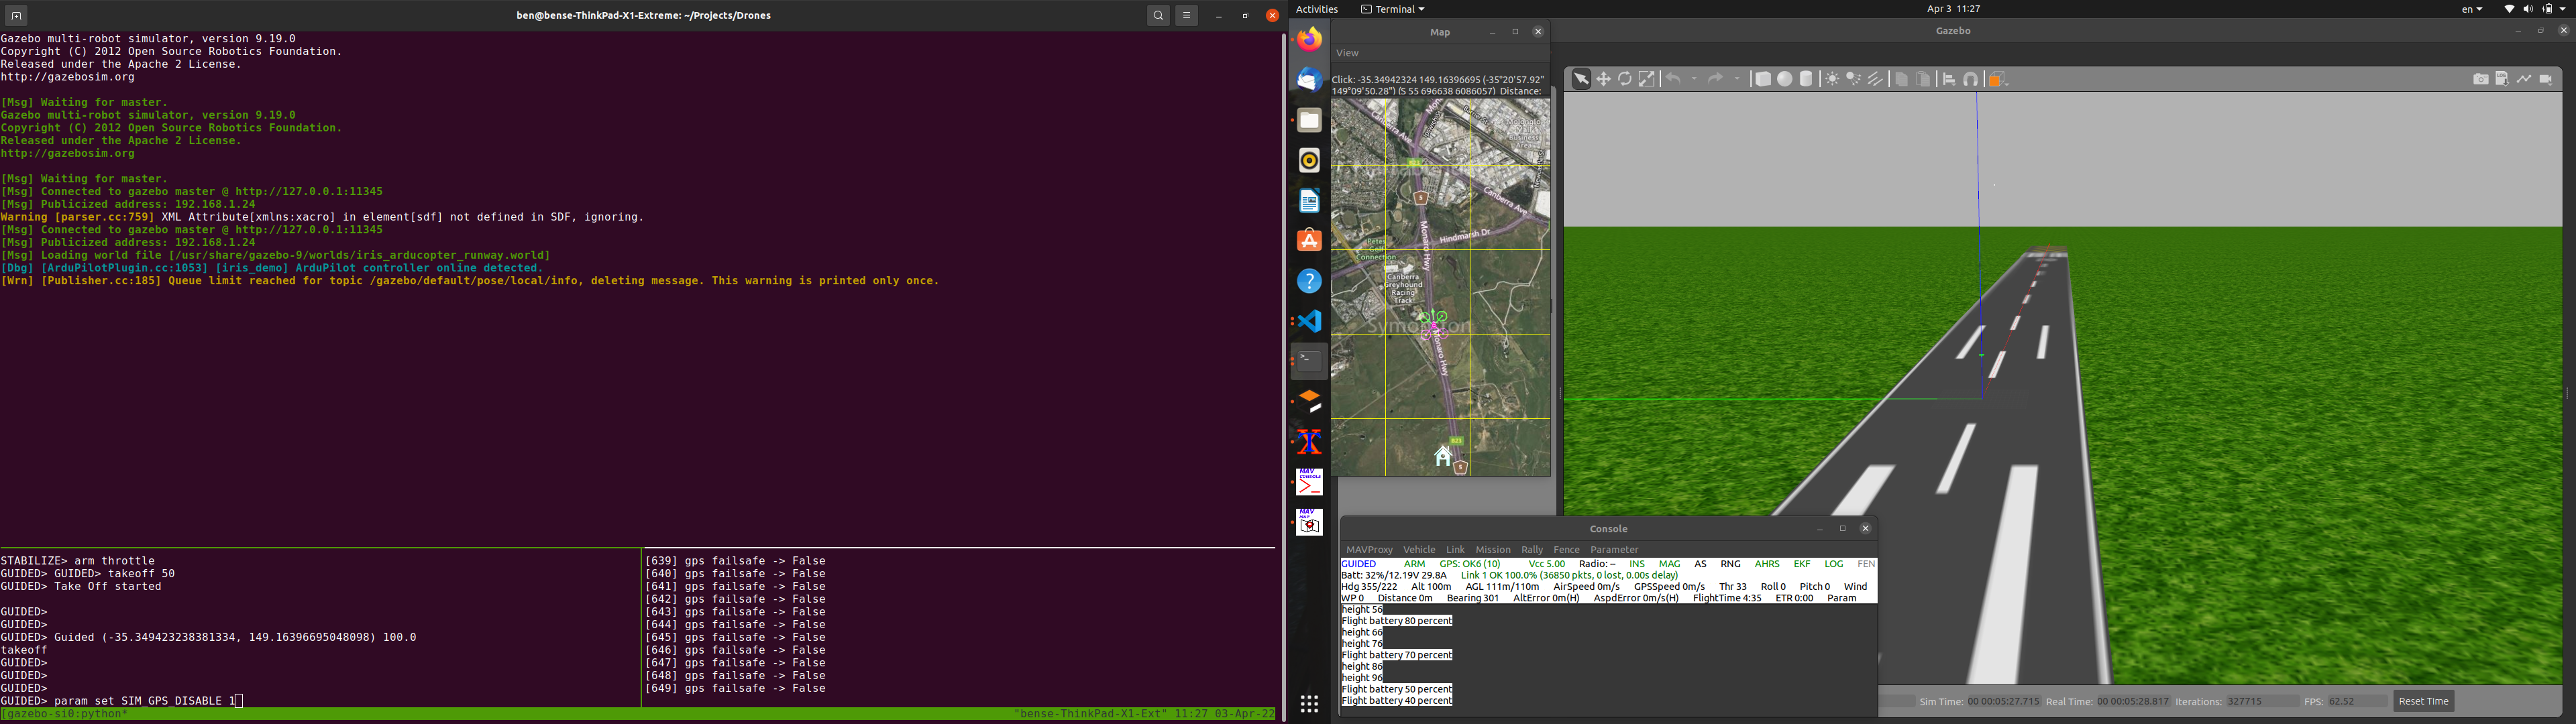 ben@bense-ThinkPad-X1-Extreme: ~/Projects/Drones
Gazebo multi-robot simulator, version 9.19.0
Copyright (C) 2012 Open Source Robotics Foundation.
Released under the Apache 2 License.
http://gazebosim.org
[Msg] Waiting for master.
Gazebo multi-robot simulator, version 9.19.0
Copyright (C) 2012 Open Source Robotics Foundation.
Released under the Apache 2 License.
http://gazebosim.org
[Msg] Waiting for master.
[Msg] Connected to gazebo master @ http://127.0.0.1:11345
[Msg] Publicized address: 192.168.1.24
Warning [parser.cc:759] XML Attribute[xmlns:xacro] in element[sdf] not defined in SDF, ignoring.
[Msg] Connected to gazebo master @ http://127.0.0.1:11345
[Msg] Publicized address: 192.168.1.24
[Msg] Loading world file [/usr/share/gazebo-9/worlds/iris_arducopter_runway.world]
[Dbg] [ArduPilotPlugin.cc:1053] [iris_demo] ArduPilot controller online detected.
[Wrn] [Publisher.cc:185] Queue limit reached for topic /gazebo/default/pose/local/info, deleting message. This warning is printed only once.
STABILIZE> arm throttle
GUIDED> GUIDED> takeoff 50
GUIDED> Take Off started
GUIDED>
GUIDED>
GUIDED> Guided (-35.349423238381334, 149.16396695048098) 100.0
takeoff
GUIDED>
GUIDED>
GUIDED>
GUIDED> param set SIM_GPS_DISABLE 1
[639] gps failsafe -> False
[640] gps failsafe -> False
[641] gps failsafe -> False
[642] gps failsafe -> False
[643] gps failsafe -> False
[644] gps failsafe -> False
[645] gps failsafe -> False
[646] gps failsafe -> False
[647] gps failsafe -> False
[648] gps failsafe -> False
[649] gps failsafe -> False
[gazebo-si0:python*
"bense-ThinkPad-X1-Ext" 11:27 03-Apr-22
Activities
Terminal
Apr 3 11:27
en
Map
View
Click: -35.34942324 149.16396695 (-35°20'57.92"
149°09'50.28") (S 55 696638 6086057) Distance:
Canberra Ave
Canberra Ave
Hindmarsh Dr
Monaro Hwy
Golf
Connection
Canberra
Greyhound
Racing
Track
Monaro Hwy
B23
Gazebo
Console
MAVProxy Vehicle Link Mission Rally Fence Parameter
GUIDED ARM GPS: OK6 (10) Vcc 5.00 Radio: -- INS MAG AS RNG AHRS EKF LOG FEN
Batt: 32%/12.19V 29.8A Link 1 OK 100.0% (36850 pkts, 0 lost, 0.00s delay)
Hdg 355/222 Alt 100m AGL 111m/110m AirSpeed 0m/s GPSSpeed 0m/s Thr 33 Roll 0 Pitch 0 Wind
WP 0 Distance 0m Bearing 301 AltError 0m(H) AspdError 0m/s(H) FlightTime 4:35 ETR 0:00 Param
height 56
Flight battery 80 percent
height 66
height 76
Flight battery 70 percent
height 86
height 96
Flight battery 50 percent
Flight battery 40 percent
Sim Time: 00 00:05:27.715 Real Time: 00 00:05:28.817 Iterations: 327715 FPS: 62.52 Reset Time
MAV
CONSOLE
MAV
MAP
LOG